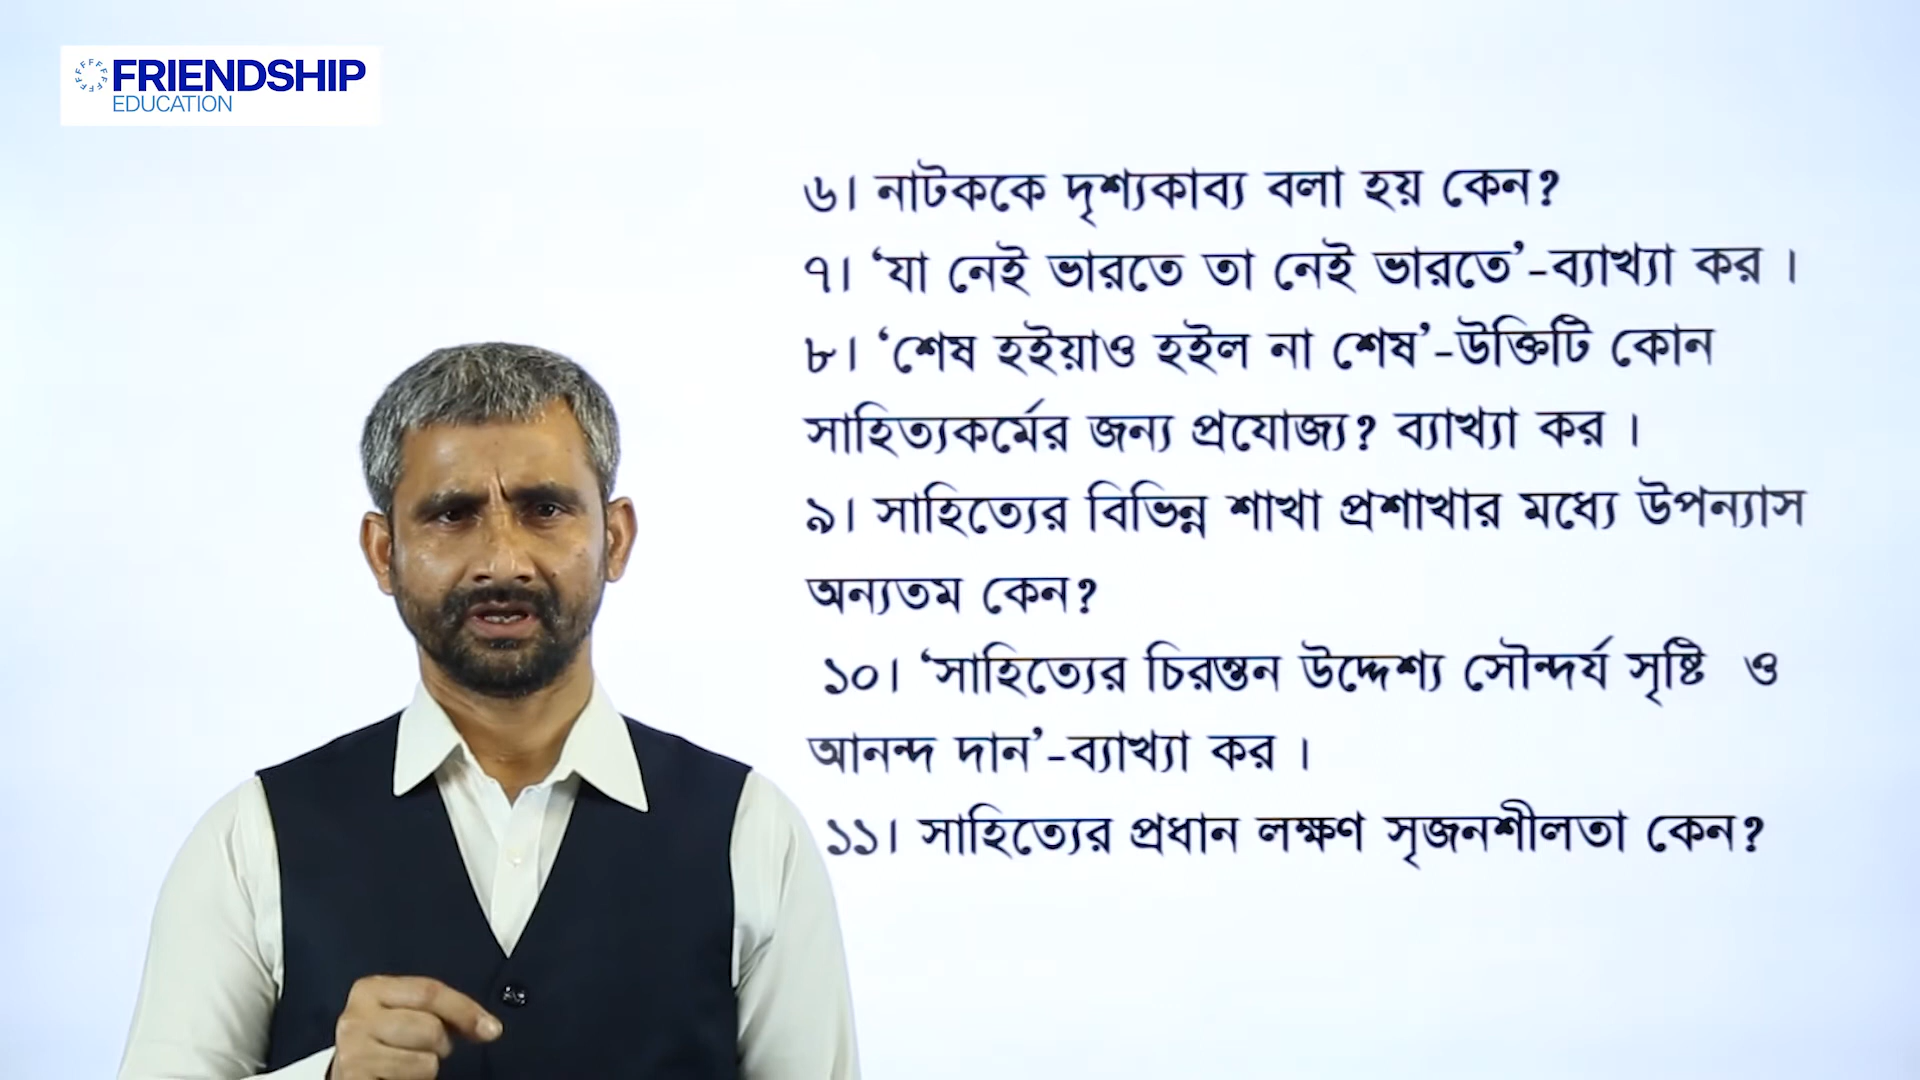 FRIENDSHIP
EDUCATION
৬। নাটককে দৃশ্যকাব্য বলা হয় কেন?
৭। ‘যা নেই ভারতে তা নেই ভারতে’-ব্যাখ্যা কর ।
৮। ‘শেষ হইয়াও হইল না শেষ’-উক্তিটি কোন
সাহিত্যকর্মের জন্য প্রযোজ্য? ব্যাখ্যা কর ।
৯। সাহিত্যের বিভিন্ন শাখা প্রশাখার মধ্যে উপন্যাস
অন্যতম কেন?
১০। ‘সাহিত্যের চিরন্তন উদ্দেশ্য সৌন্দর্য সৃষ্টি ও
আনন্দ দান’-ব্যাখ্যা কর ।
১১। সাহিত্যের প্রধান লক্ষণ সৃজনশীলতা কেন?